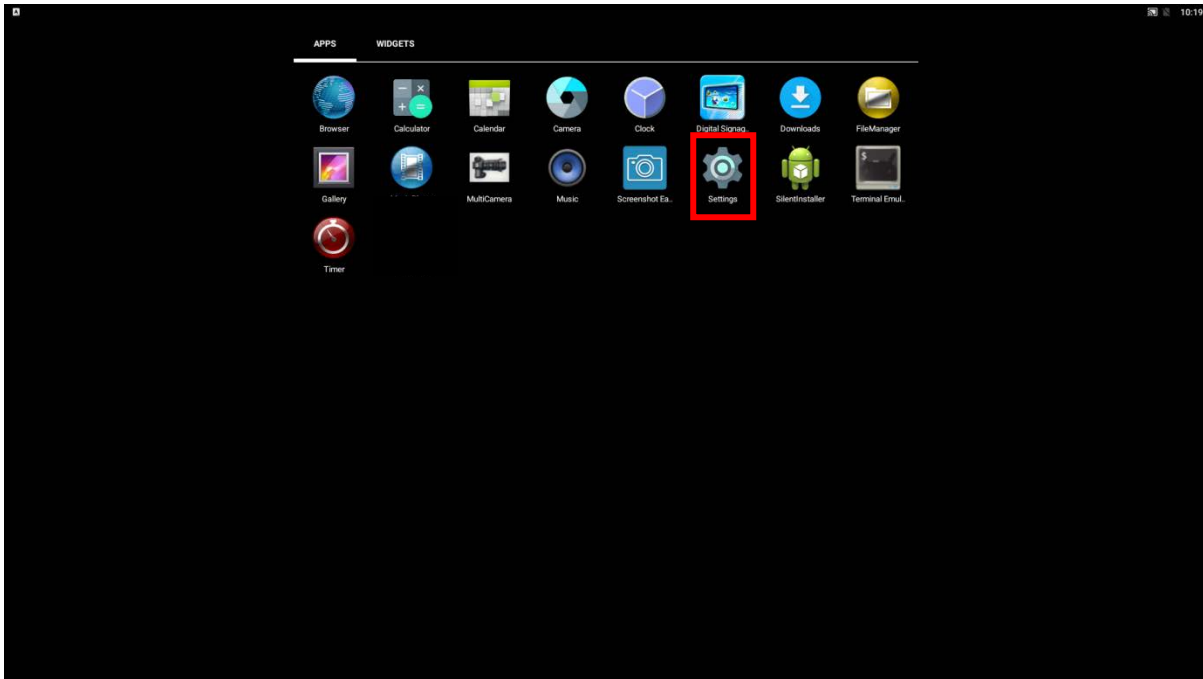 10:19
APPS WIDGETS
Browser Calculator Calendar Camera Clock Digital Signag.. Downloads FileManager
Gallery MultiCamera Music Screenshot Ea.. Settings SilentInstaller Terminal Emul..
Timer